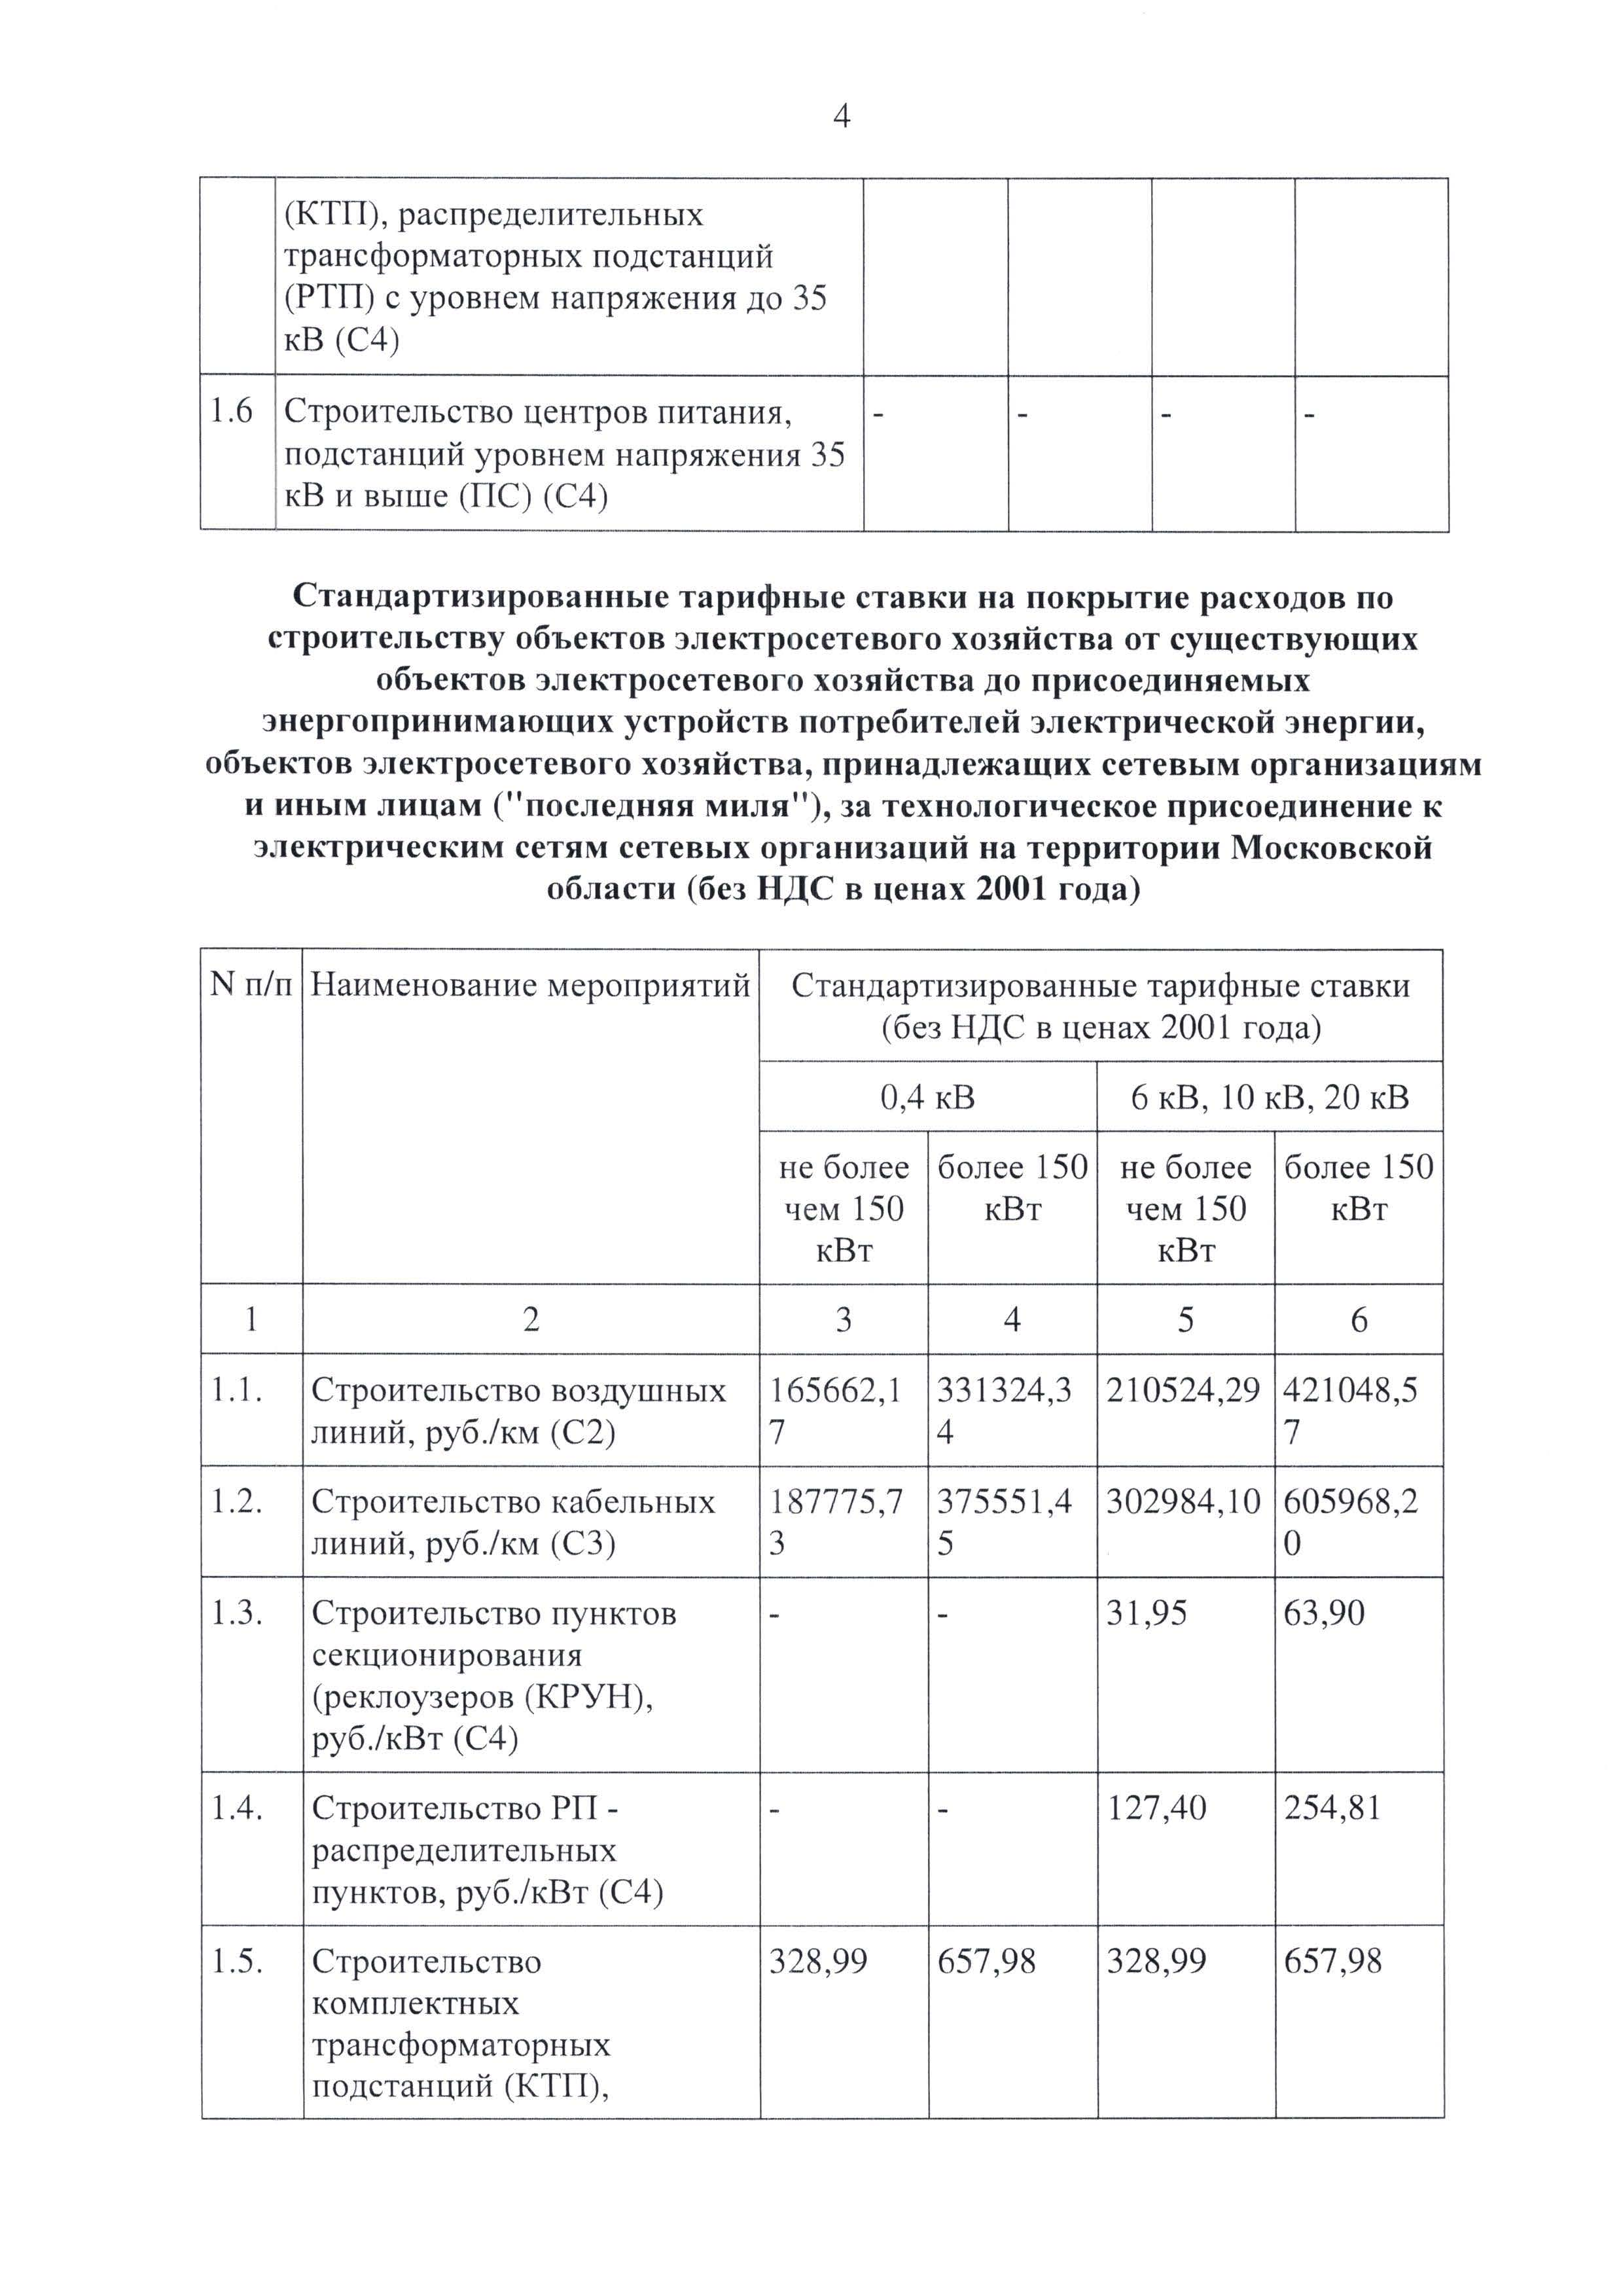 4
(КТП), распределительных
трансформаторных подстанций
(РТП) с уровнем напряжения до 35
кВ (С4)
1.6 Строительство центров питания, - - - -
подстанций уровнем напряжения 35
кВ и выше (ПС) (С4)
Стандартизированные тарифные ставки на покрытие расходов по
строительству объектов электросетевого хозяйства от существующих
объектов электросетевого хозяйства до присоединяемых
энергопринимающих устройств потребителей электрической энергии,
объектов электросетевого хозяйства, принадлежащих сетевым организациям
и иным лицам ("последняя миля"), за технологическое присоединение к
электрическим сетям сетевых организаций на территории Московской
области (без НДС в ценах 2001 года)
N п/п Наименование мероприятий Стандартизированные тарифные ставки
(без НДС в ценах 2001 года)
0,4 кВ 6 кВ, 10 кВ, 20 кВ
не более более 150 не более более 150
чем 150 кВт чем 150 кВт
кВт кВт
1 2 3 4 5 6
1.1. Строительство воздушных 165662,1 331324,3 210524,29 421048,5
линий, руб./км (С2) 7 4 7
1.2. Строительство кабельных 187775,7 375551,4 302984,10 605968,2
линий, руб./км (С3) 3 5 0
1.3. Строительство пунктов - - 31,95 63,90
секционирования
(реклоузеров (КРУН),
руб./кВт (С4)
1.4. Строительство РП - - - 127,40 254,81
распределительных
пунктов, руб./кВт (С4)
1.5. Строительство 328,99 657,98 328,99 657,98
комплектных
трансформаторных
подстанций (КТП),